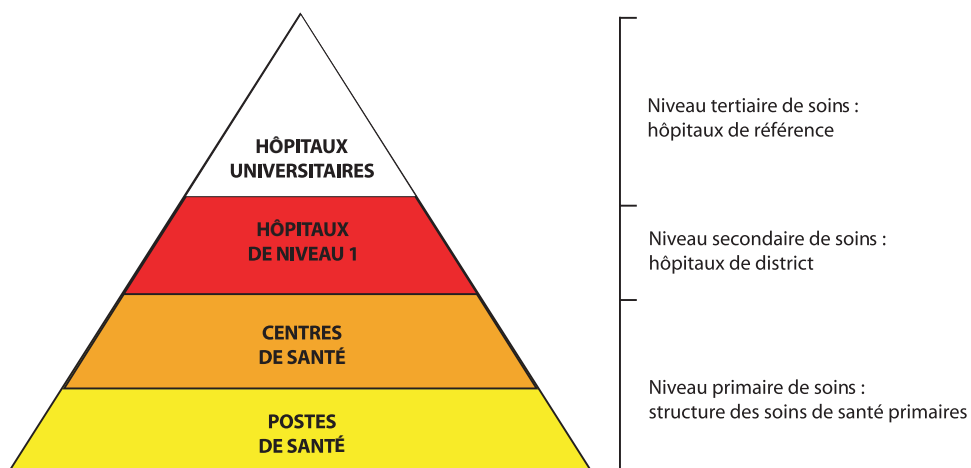 HÔPITAUX
UNIVERSITAIRES
Niveau tertiaire de soins :
hôpitaux de référence
HÔPITAUX
DE NIVEAU 1
Niveau secondaire de soins :
hôpitaux de district
CENTRES
DE SANTÉ
POSTES
DE SANTÉ
Niveau primaire de soins :
structure des soins de santé primaires